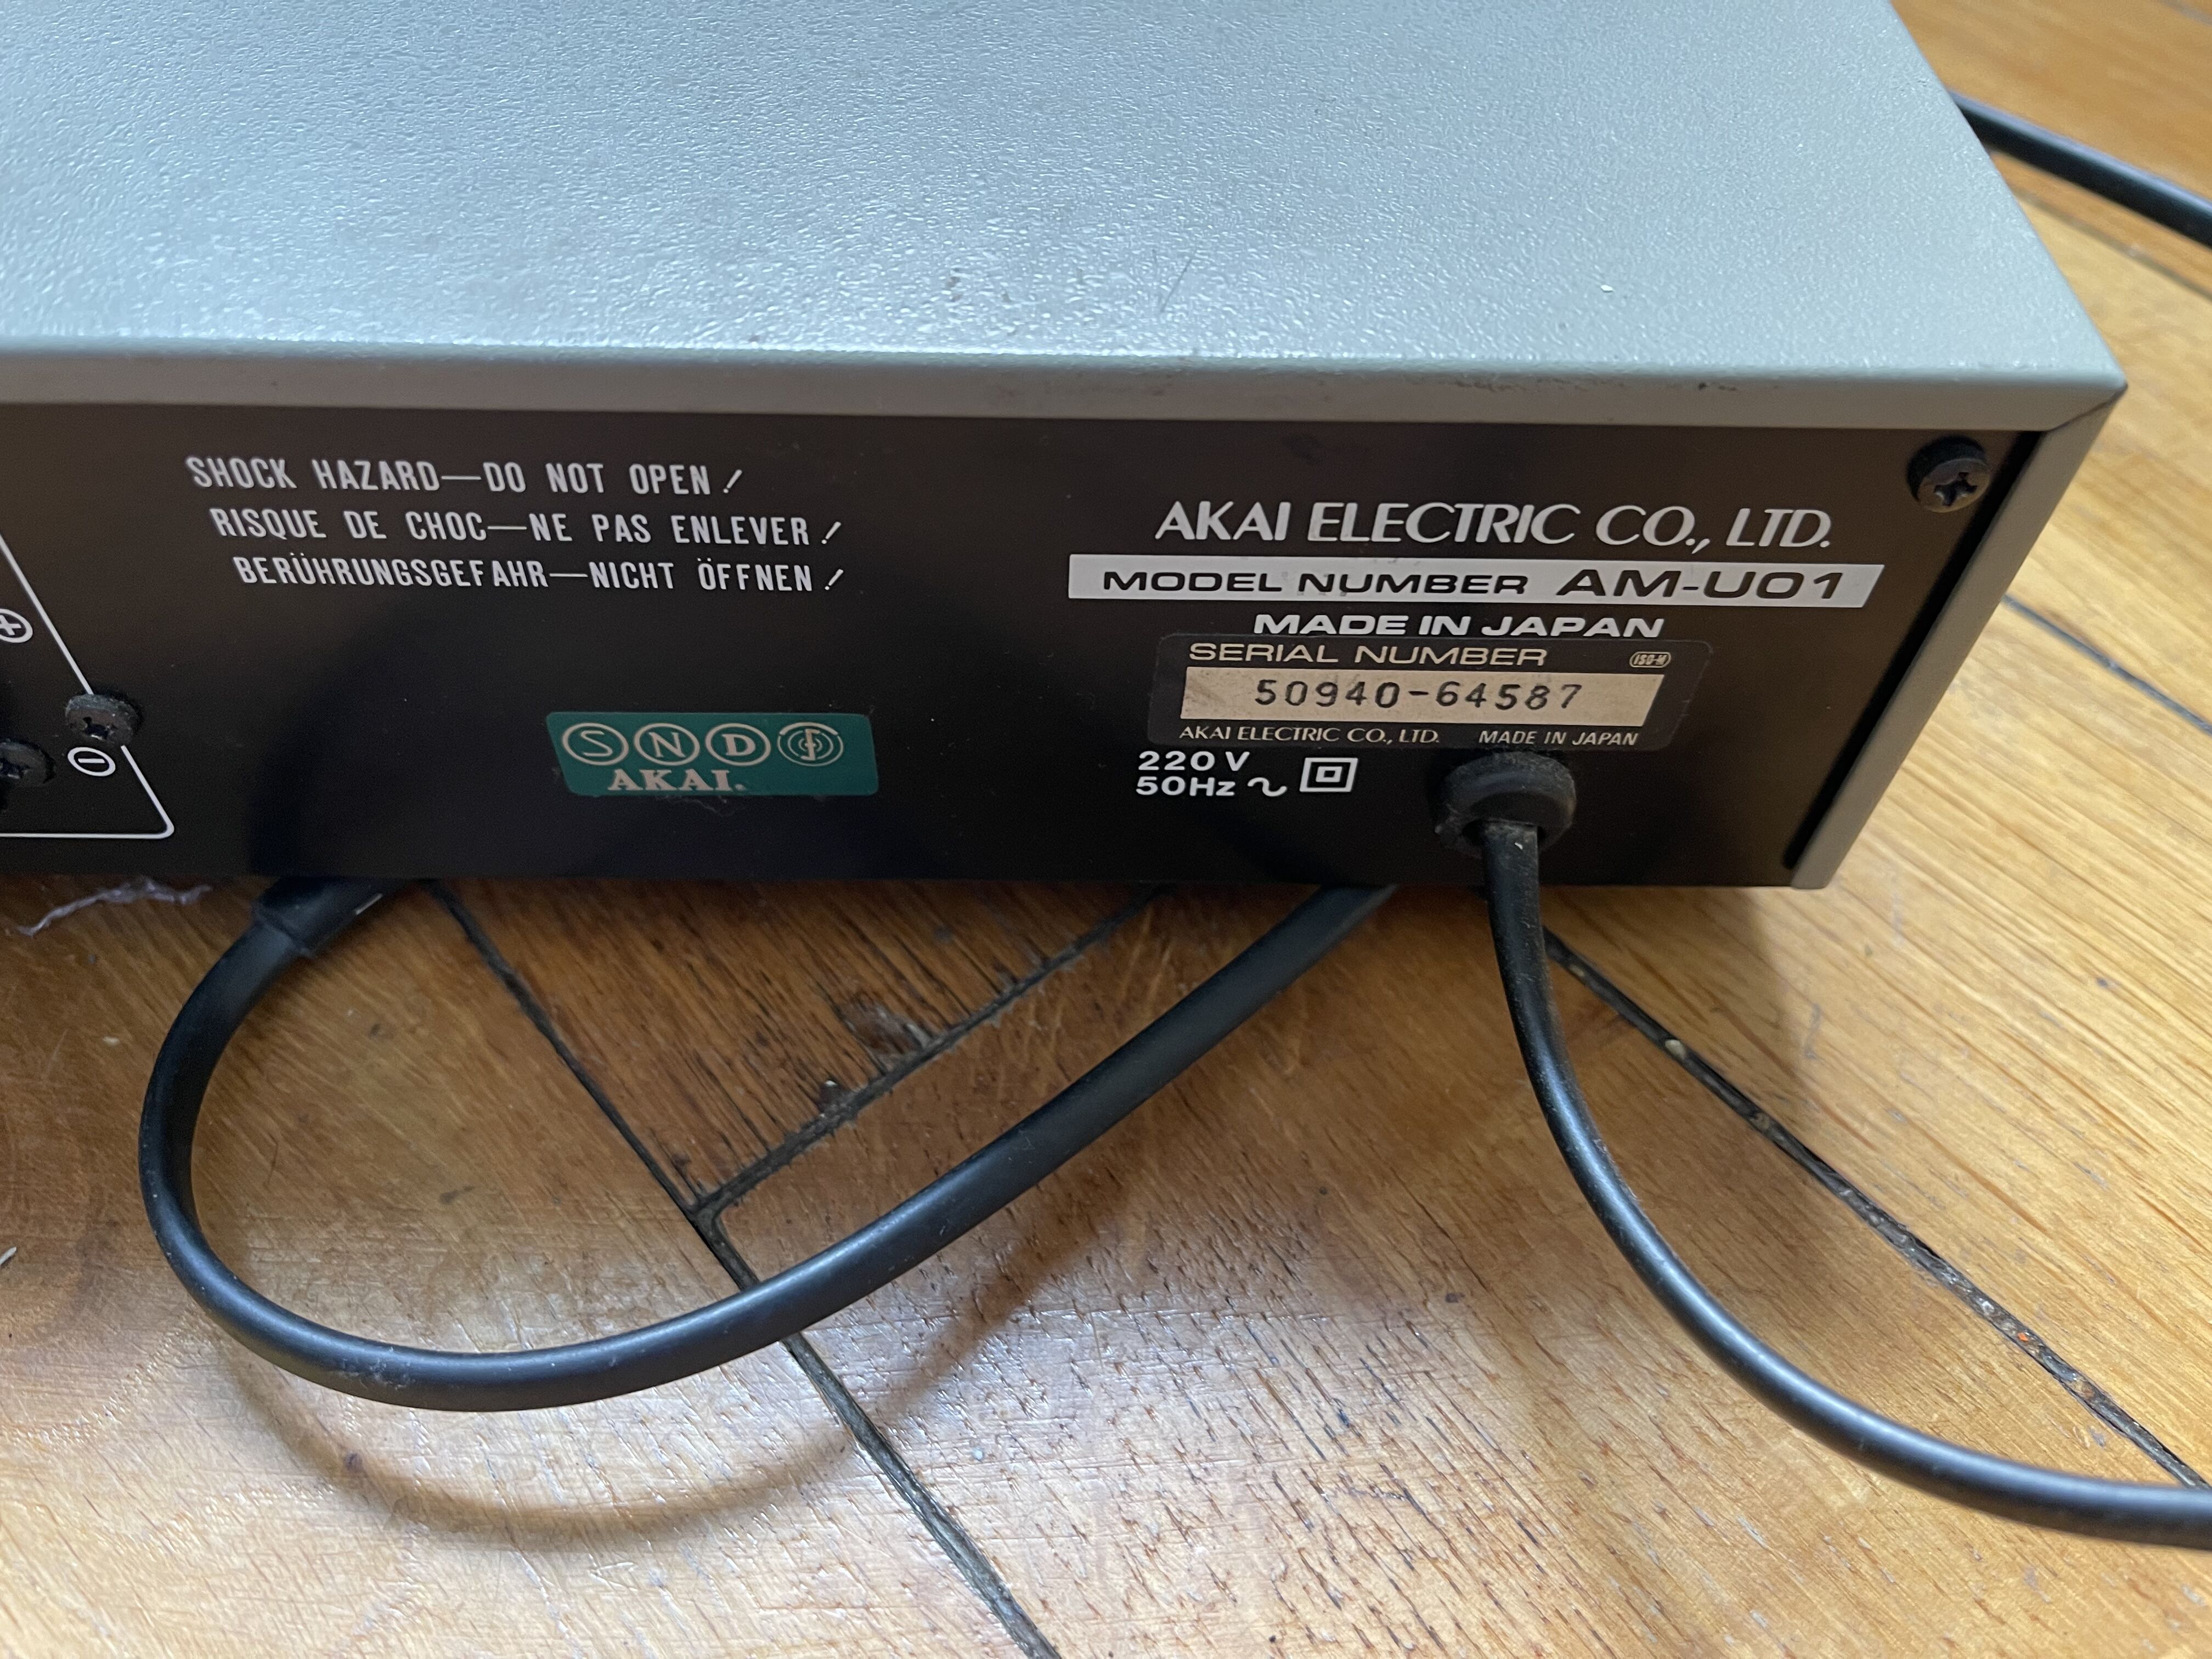 SHOCK HAZARD—DO NOT OPEN!
RISQUE DE CHOC—NE PAS ENLEVER!
BERÜHRUNGSGEFAHR—NICHT ÖFFNEN!
+
−
S N D F
AKAI.
AKAI ELECTRIC CO., LTD.
MODEL NUMBER AM-U01
MADE IN JAPAN
SERIAL NUMBER ISO-M
50940-64587
AKAI ELECTRIC CO., LTD. MADE IN JAPAN
220V
50Hz ~